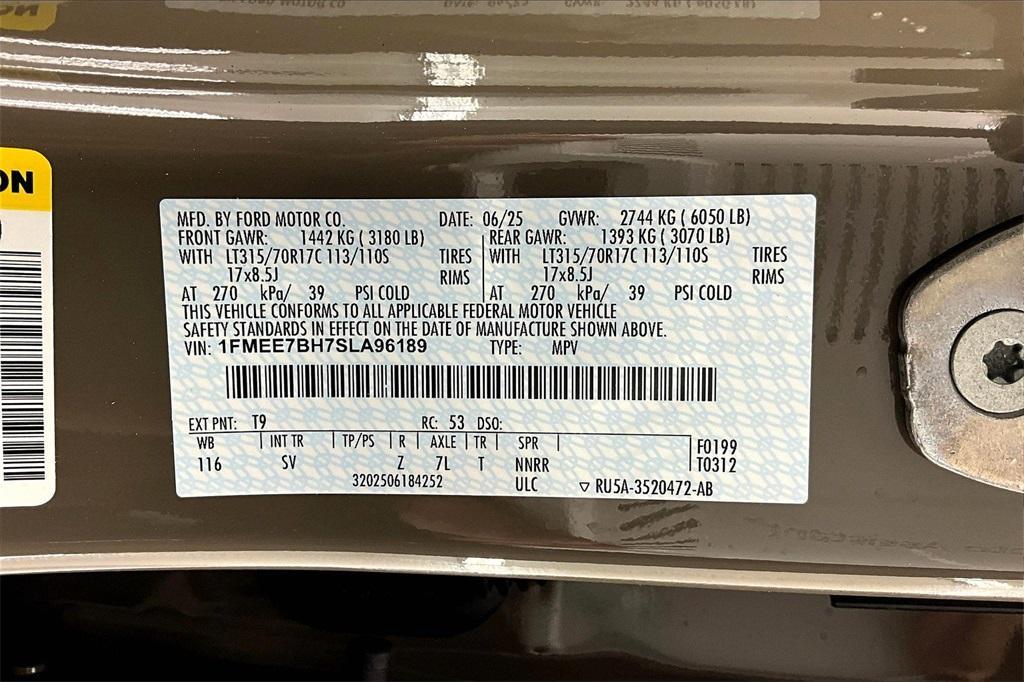 ON
MFD. BY FORD MOTOR CO. DATE: 06/25 GVWR: 2744 KG ( 6050 LB)
FRONT GAWR: 1442 KG ( 3180 LB) REAR GAWR: 1393 KG ( 3070 LB)
WITH LT315/70R17C 113/110S TIRES WITH LT315/70R17C 113/110S TIRES
17x8.5J RIMS 17x8.5J RIMS
AT 270 kPa/ 39 PSI COLD AT 270 kPa/ 39 PSI COLD
THIS VEHICLE CONFORMS TO ALL APPLICABLE FEDERAL MOTOR VEHICLE
SAFETY STANDARDS IN EFFECT ON THE DATE OF MANUFACTURE SHOWN ABOVE.
VIN: 1FMEE7BH7SLA96189 TYPE: MPV
EXT PNT: T9 RC: 53 DSO:
WB INT TR TP/PS R AXLE TR SPR F0199
116 SV Z 7L T NNRR T0312
3202506184252 ULC ▽ RU5A-3520472-AB